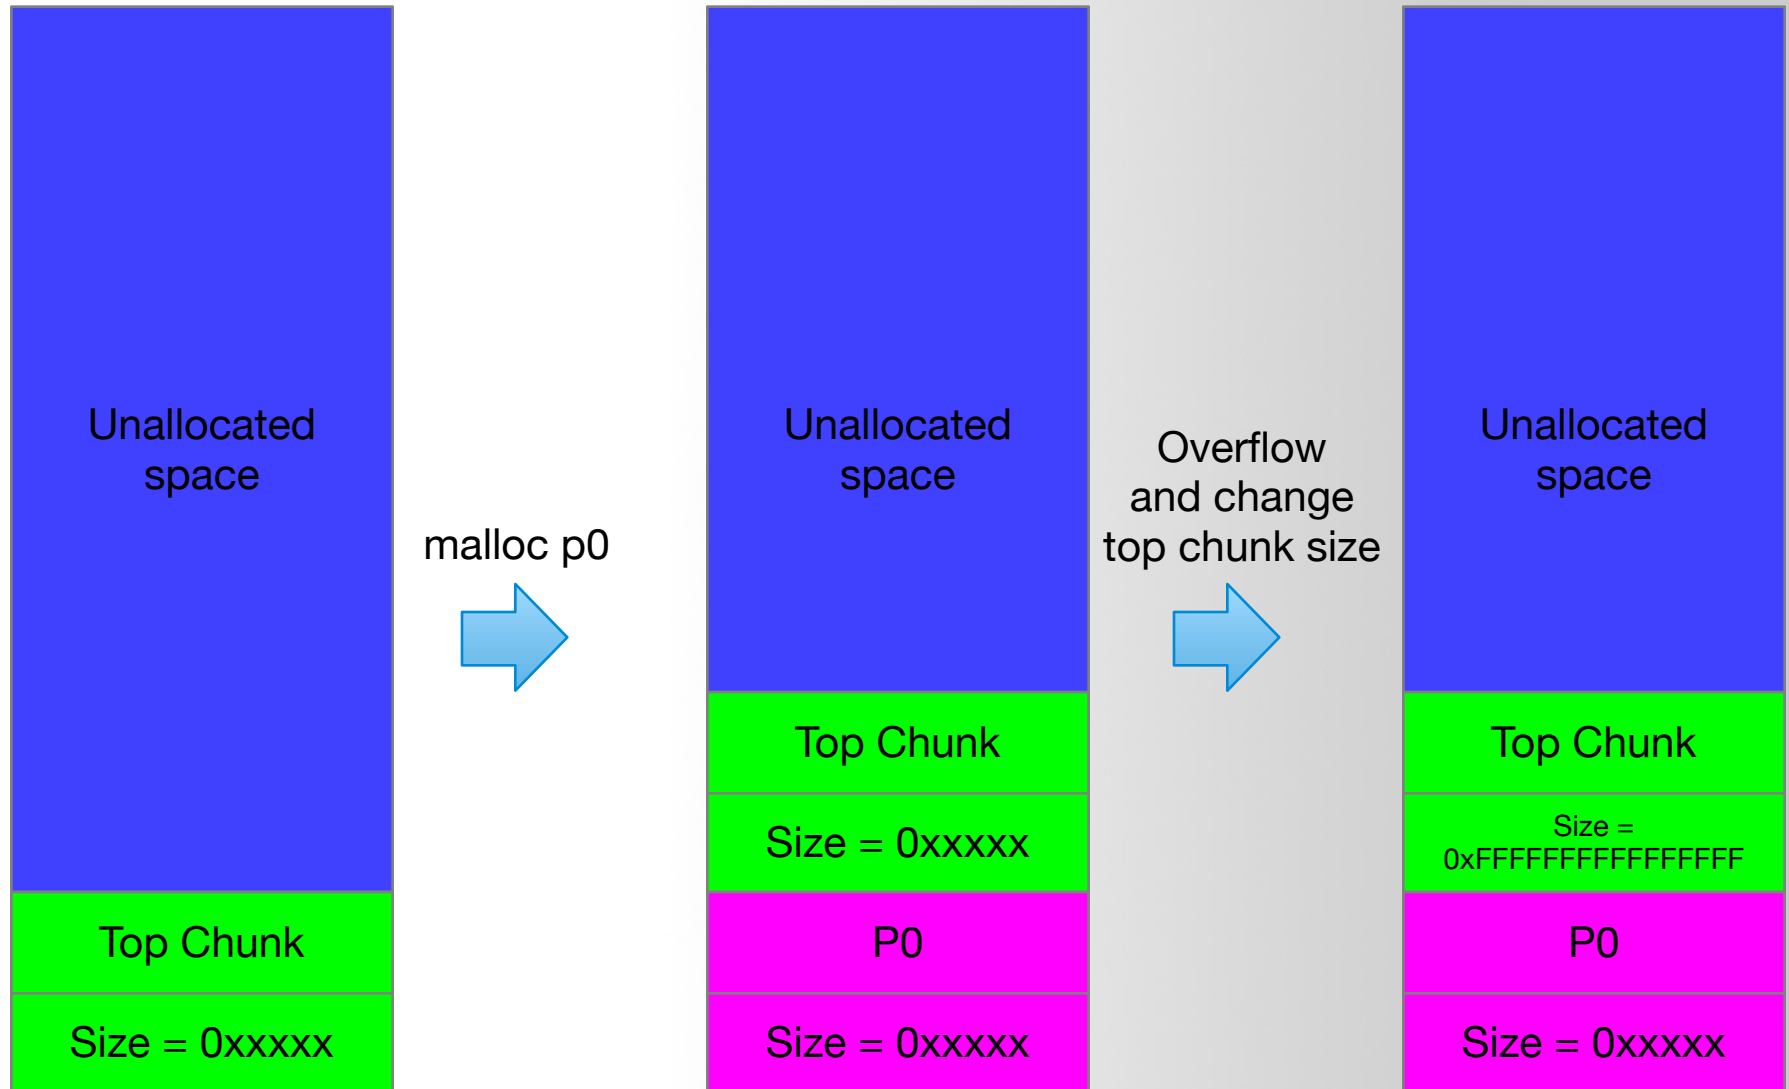 Unallocated
space
Top Chunk
Size = 0xxxxx
malloc p0
Unallocated
space
Top Chunk
Size = 0xxxxx
P0
Size = 0xxxxx
Overflow
and change
top chunk size
Unallocated
space
Top Chunk
Size =
0xFFFFFFFFFFFFFFFF
P0
Size = 0xxxxx